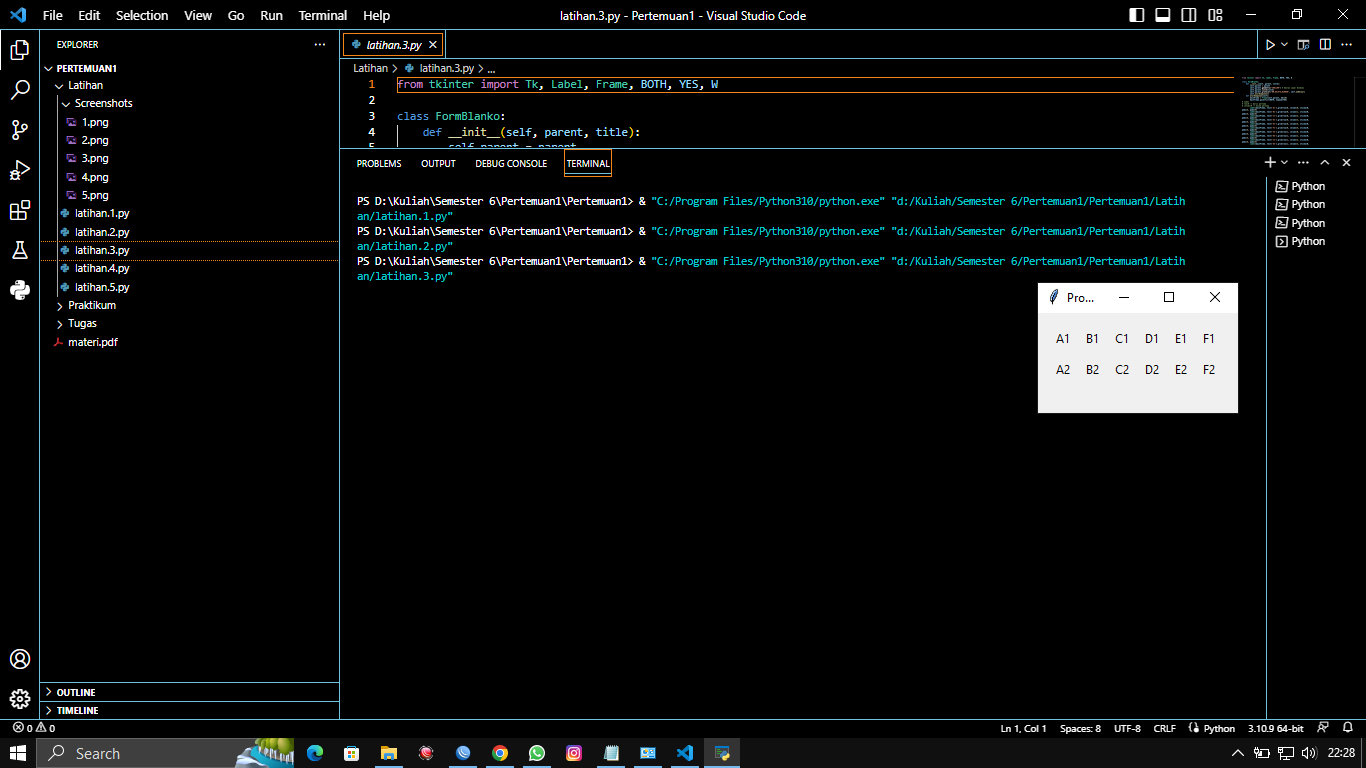 File Edit Selection View Go Run Terminal Help
latihan.3.py - Pertemuan1 - Visual Studio Code
EXPLORER
PERTEMUAN1
Latihan
Screenshots
1.png
2.png
3.png
4.png
5.png
latihan.1.py
latihan.2.py
latihan.3.py
latihan.4.py
latihan.5.py
Praktikum
Tugas
materi.pdf
OUTLINE
TIMELINE
latihan.3.py
Latihan > latihan.3.py > ...
1 from tkinter import Tk, Label, Frame, BOTH, YES, W
2
3 class FormBlanko:
4 def __init__(self, parent, title):
5 self.parent = parent
PROBLEMS OUTPUT DEBUG CONSOLE TERMINAL
PS D:\Kuliah\Semester 6\Pertemuan1\Pertemuan1> & "C:/Program Files/Python310/python.exe" "d:/Kuliah/Semester 6/Pertemuan1/Pertemuan1/Latih
an/latihan.1.py"
PS D:\Kuliah\Semester 6\Pertemuan1\Pertemuan1> & "C:/Program Files/Python310/python.exe" "d:/Kuliah/Semester 6/Pertemuan1/Pertemuan1/Latih
an/latihan.2.py"
PS D:\Kuliah\Semester 6\Pertemuan1\Pertemuan1> & "C:/Program Files/Python310/python.exe" "d:/Kuliah/Semester 6/Pertemuan1/Pertemuan1/Latih
an/latihan.3.py"
Python
Python
Python
Python
Pro...
A1 B1 C1 D1 E1 F1
A2 B2 C2 D2 E2 F2
0 0
Ln 1, Col 1 Spaces: 8 UTF-8 CRLF Python 3.10.9 64-bit
Search
22:28